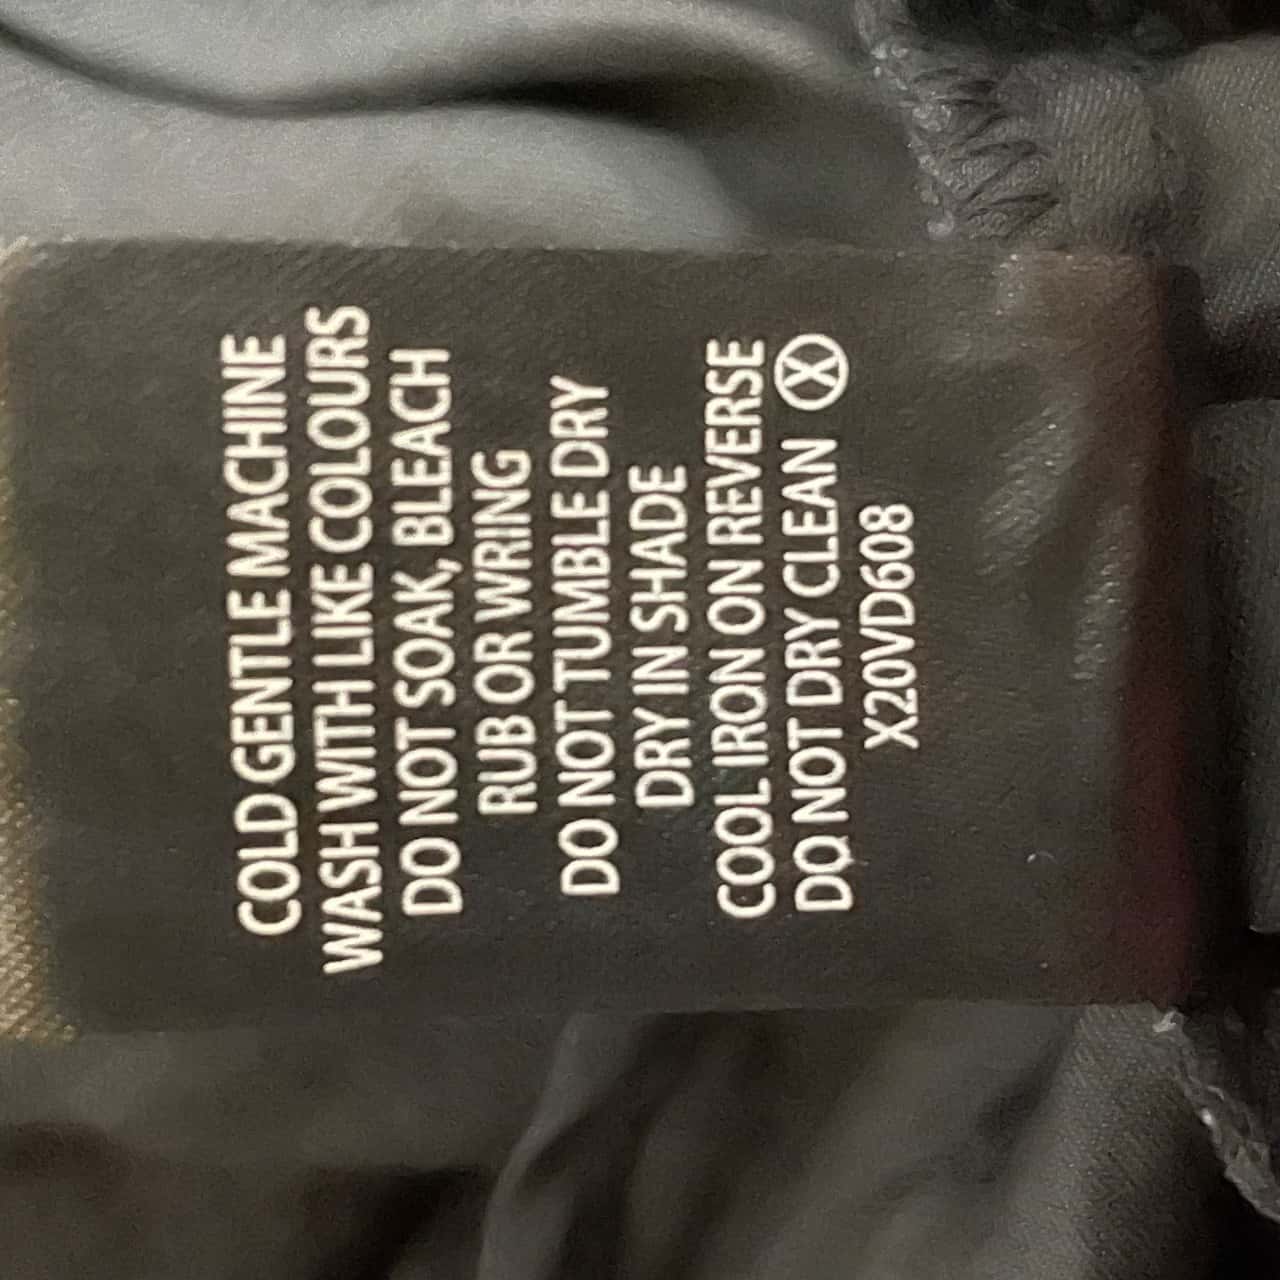 COLD GENTLE MACHINE
WASH WITH LIKE COLOURS
DO NOT SOAK, BLEACH
RUB OR WRING
DO NOT TUMBLE DRY
DRY IN SHADE
COOL IRON ON REVERSE
DO NOT DRY CLEAN Ⓧ
X20VD608